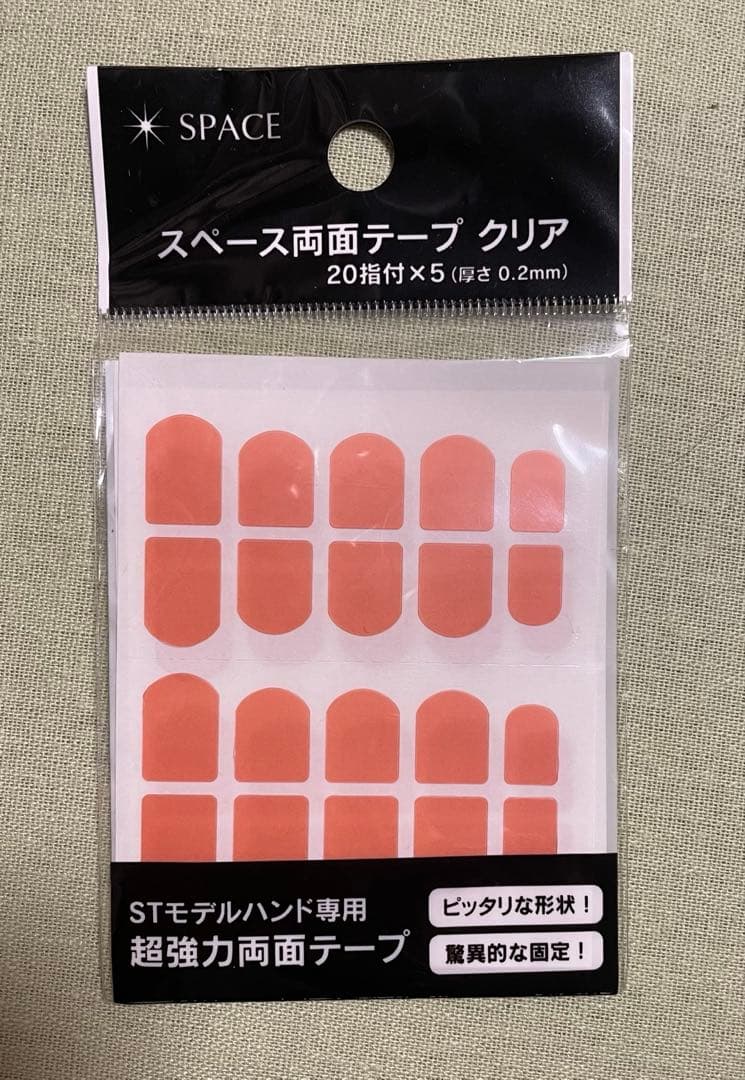 SPACE
スペース両面テープ クリア
20指付×5(厚さ 0.2mm)
STモデルハンド専用
超強力両面テープ
ピッタリな形状！
驚異的な固定！